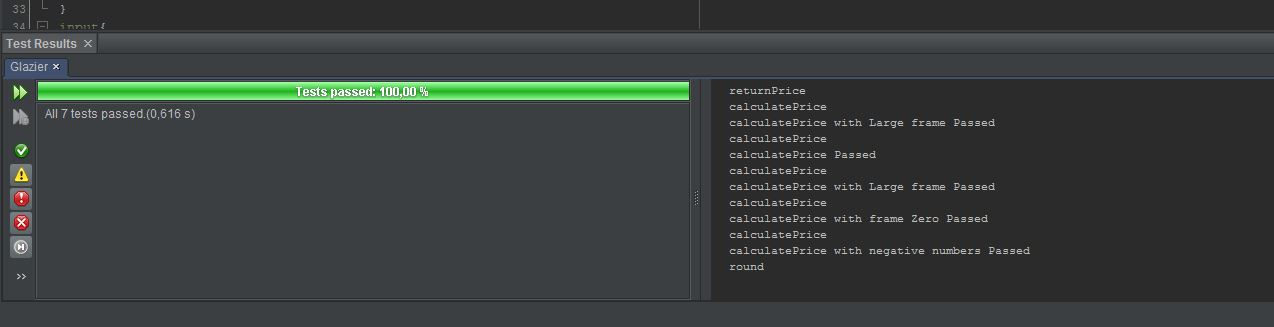 33 }
34 input{
Test Results ×
Glazier ×
Tests passed: 100,00 %
All 7 tests passed.(0,616 s)
>>
returnPrice
calculatePrice
calculatePrice with Large frame Passed
calculatePrice
calculatePrice Passed
calculatePrice
calculatePrice with Large frame Passed
calculatePrice
calculatePrice with frame Zero Passed
calculatePrice
calculatePrice with negative numbers Passed
round